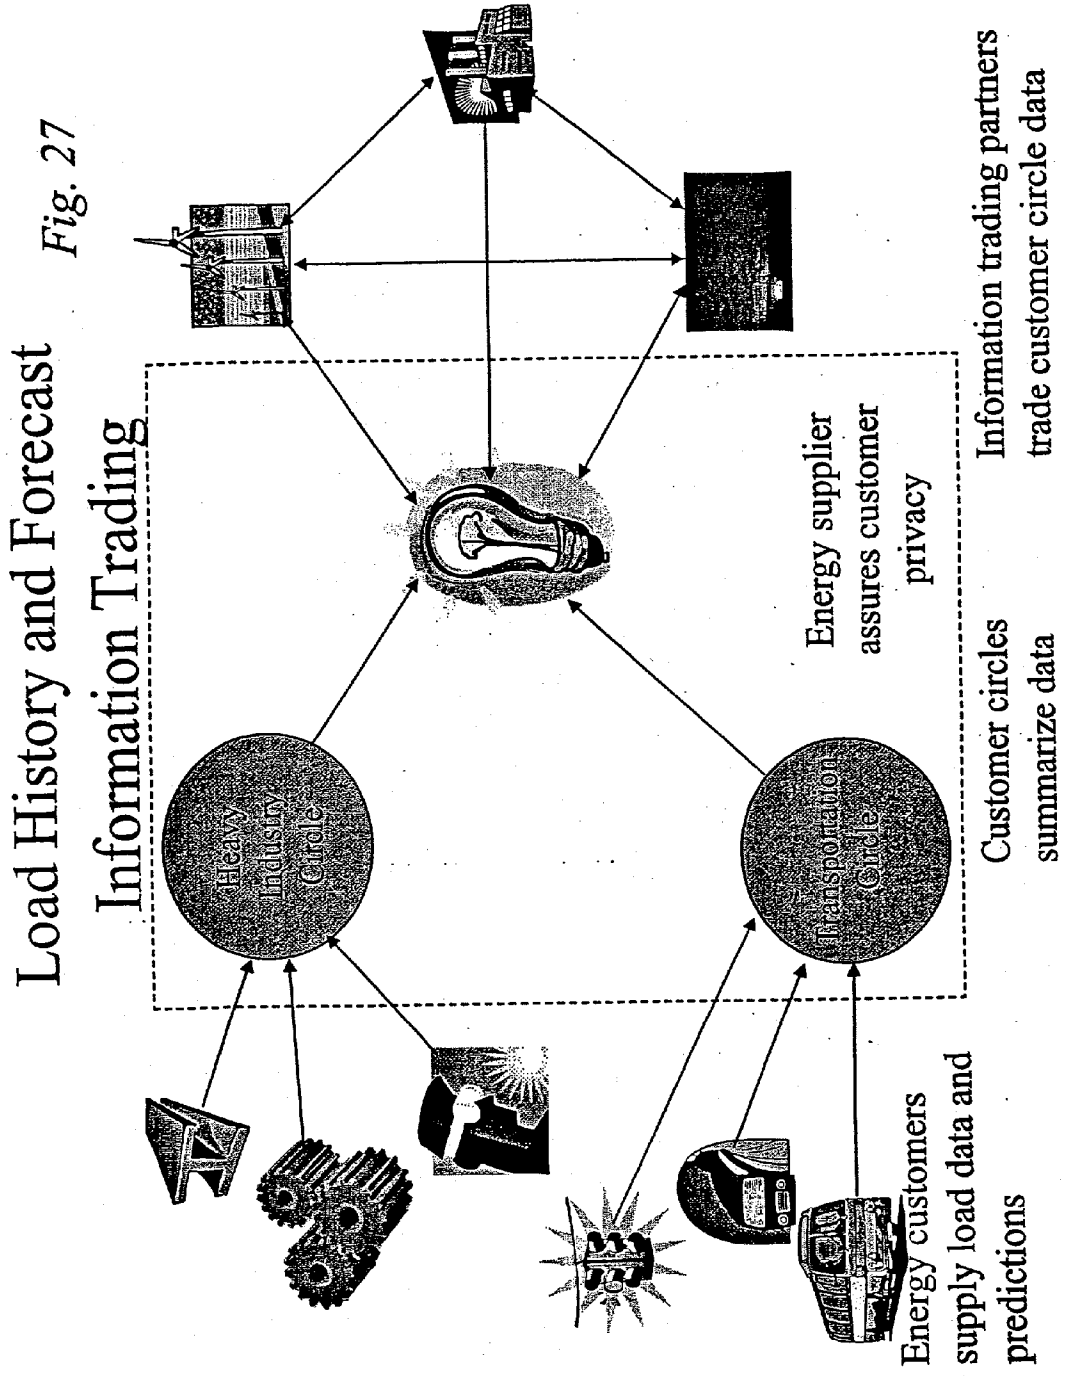 Load History and Forecast
Information Trading
Fig. 27
Heavy
Industry
Circle
Transportation
Circle
Energy supplier
assures customer
privacy
Energy customers
supply load data and
predictions
Customer circles
summarize data
Information trading partners
trade customer circle data